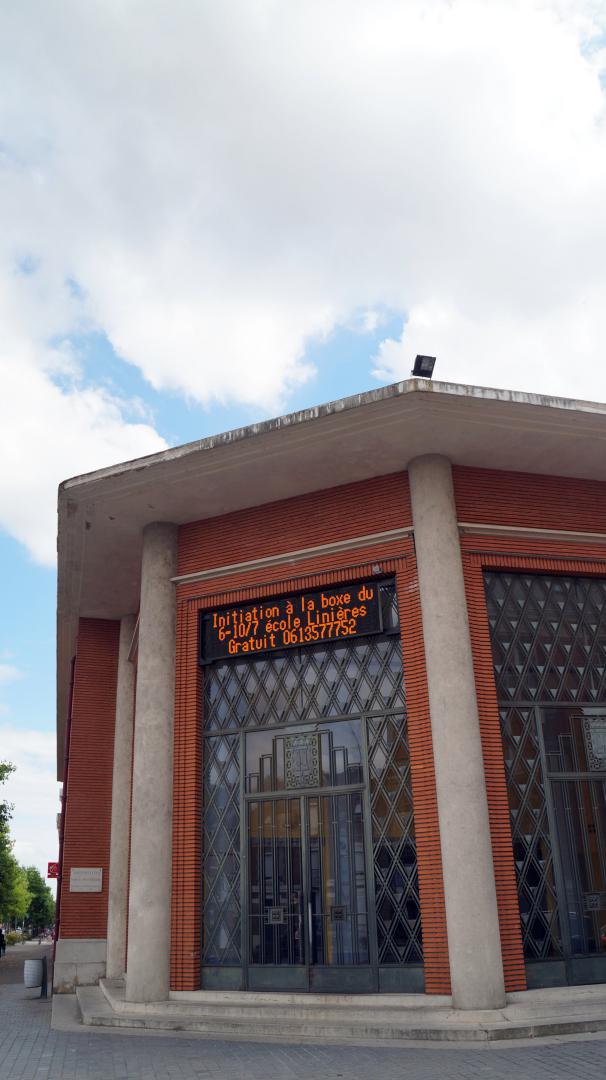 Initiation à la boxe du
6-10/7 école Linières
Gratuit 0613577752